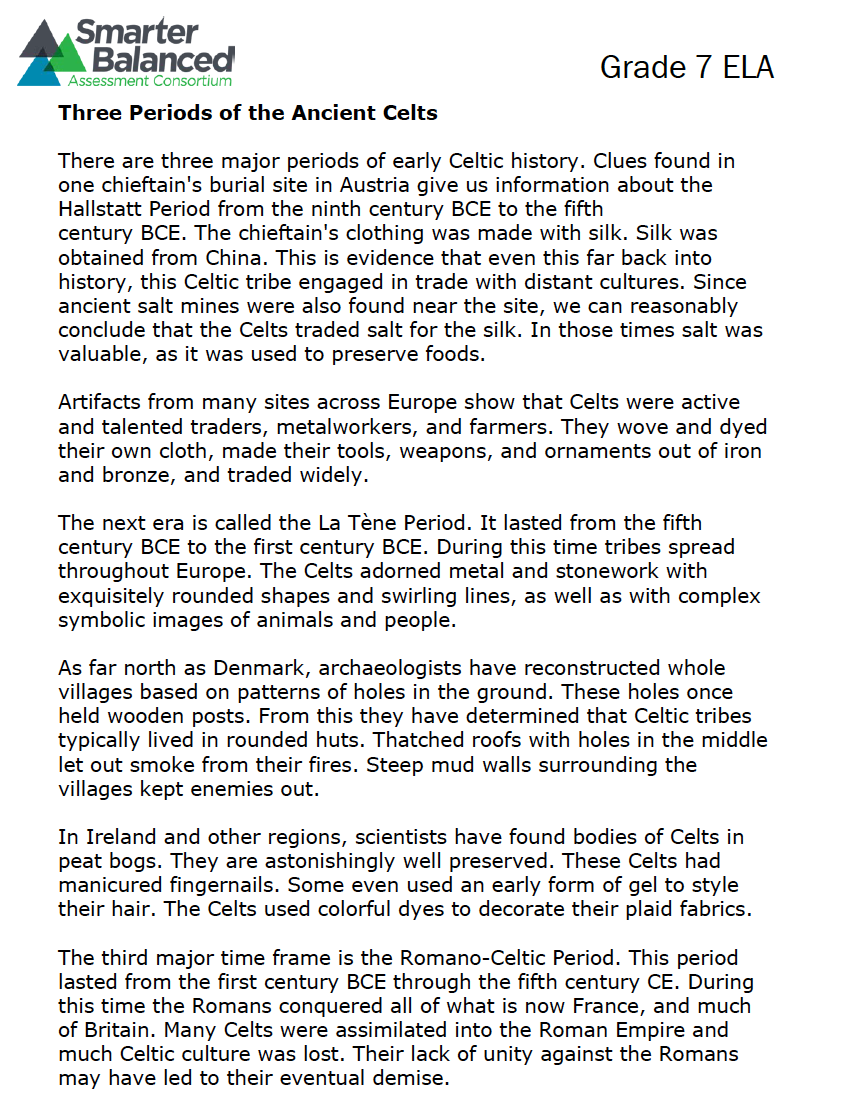 Smarter
Balanced
Assessment Consortium
Grade 7 ELA
Three Periods of the Ancient Celts
There are three major periods of early Celtic history. Clues found in
one chieftain's burial site in Austria give us information about the
Hallstatt Period from the ninth century BCE to the fifth
century BCE. The chieftain's clothing was made with silk. Silk was
obtained from China. This is evidence that even this far back into
history, this Celtic tribe engaged in trade with distant cultures. Since
ancient salt mines were also found near the site, we can reasonably
conclude that the Celts traded salt for the silk. In those times salt was
valuable, as it was used to preserve foods.
Artifacts from many sites across Europe show that Celts were active
and talented traders, metalworkers, and farmers. They wove and dyed
their own cloth, made their tools, weapons, and ornaments out of iron
and bronze, and traded widely.
The next era is called the La Tène Period. It lasted from the fifth
century BCE to the first century BCE. During this time tribes spread
throughout Europe. The Celts adorned metal and stonework with
exquisitely rounded shapes and swirling lines, as well as with complex
symbolic images of animals and people.
As far north as Denmark, archaeologists have reconstructed whole
villages based on patterns of holes in the ground. These holes once
held wooden posts. From this they have determined that Celtic tribes
typically lived in rounded huts. Thatched roofs with holes in the middle
let out smoke from their fires. Steep mud walls surrounding the
villages kept enemies out.
In Ireland and other regions, scientists have found bodies of Celts in
peat bogs. They are astonishingly well preserved. These Celts had
manicured fingernails. Some even used an early form of gel to style
their hair. The Celts used colorful dyes to decorate their plaid fabrics.
The third major time frame is the Romano-Celtic Period. This period
lasted from the first century BCE through the fifth century CE. During
this time the Romans conquered all of what is now France, and much
of Britain. Many Celts were assimilated into the Roman Empire and
much Celtic culture was lost. Their lack of unity against the Romans
may have led to their eventual demise.